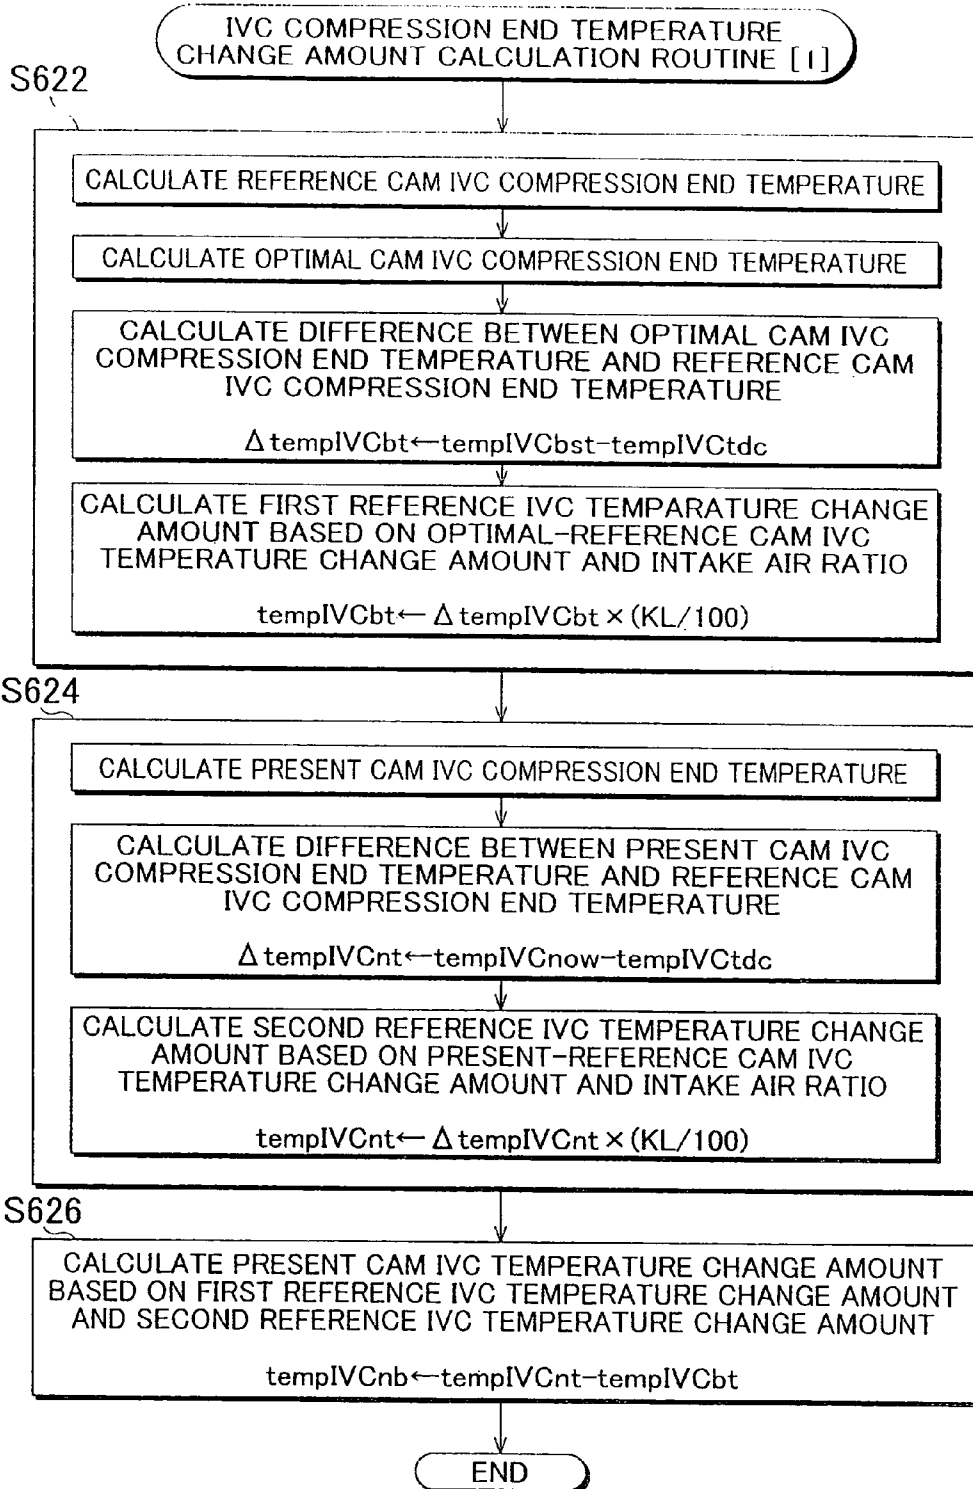 IVC COMPRESSION END TEMPERATURE
CHANGE AMOUNT CALCULATION ROUTINE [I]
S622
CALCULATE REFERENCE CAM IVC COMPRESSION END TEMPERATURE
CALCULATE OPTIMAL CAM IVC COMPRESSION END TEMPERATURE
CALCULATE DIFFERENCE BETWEEN OPTIMAL CAM IVC
COMPRESSION END TEMPERATURE AND REFERENCE CAM
IVC COMPRESSION END TEMPERATURE
ΔtempIVCbt←tempIVCbst-tempIVCtdc
CALCULATE FIRST REFERENCE IVC TEMPARATURE CHANGE
AMOUNT BASED ON OPTIMAL-REFERENCE CAM IVC
TEMPERATURE CHANGE AMOUNT AND INTAKE AIR RATIO
tempIVCbt←ΔtempIVCbt×(KL/100)
S624
CALCULATE PRESENT CAM IVC COMPRESSION END TEMPERATURE
CALCULATE DIFFERENCE BETWEEN PRESENT CAM IVC
COMPRESSION END TEMPERATURE AND REFERENCE CAM
IVC COMPRESSION END TEMPERATURE
ΔtempIVCnt←tempIVCnow-tempIVCtdc
CALCULATE SECOND REFERENCE IVC TEMPERATURE CHANGE
AMOUNT BASED ON PRESENT-REFERENCE CAM IVC
TEMPERATURE CHANGE AMOUNT AND INTAKE AIR RATIO
tempIVCnt←ΔtempIVCnt×(KL/100)
S626
CALCULATE PRESENT CAM IVC TEMPERATURE CHANGE AMOUNT
BASED ON FIRST REFERENCE IVC TEMPERATURE CHANGE AMOUNT
AND SECOND REFERENCE IVC TEMPERATURE CHANGE AMOUNT
tempIVCnb←tempIVCnt-tempIVCbt
END